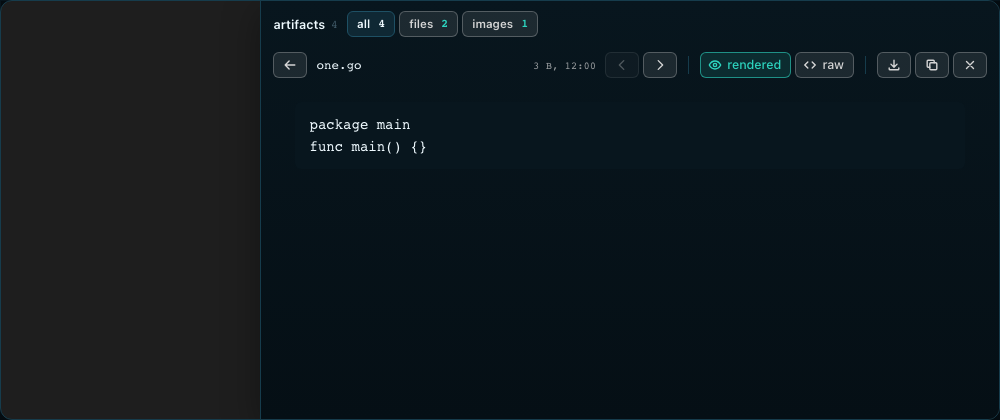 artifacts 4 all 4 files 2 images 1
one.go 3 B, 12:00 rendered raw
package main
func main() {}